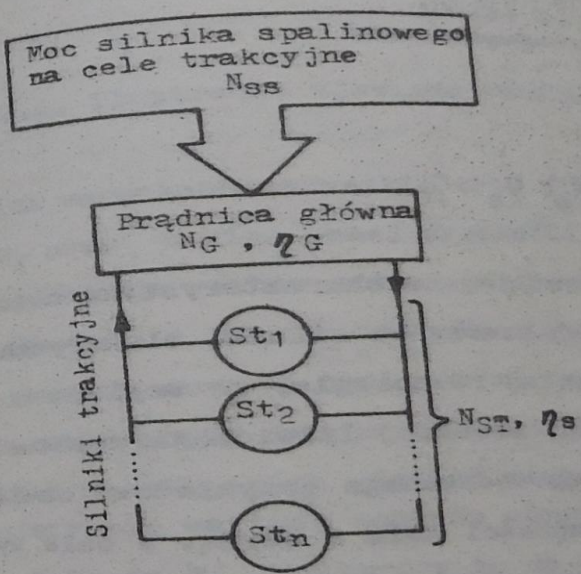 Moc silnika spalinowego
na cele trakcyjne
Nss
Prądnica główna
NG , ηG
Silniki trakcyjne
St1
St2
NST, ηs
Stn